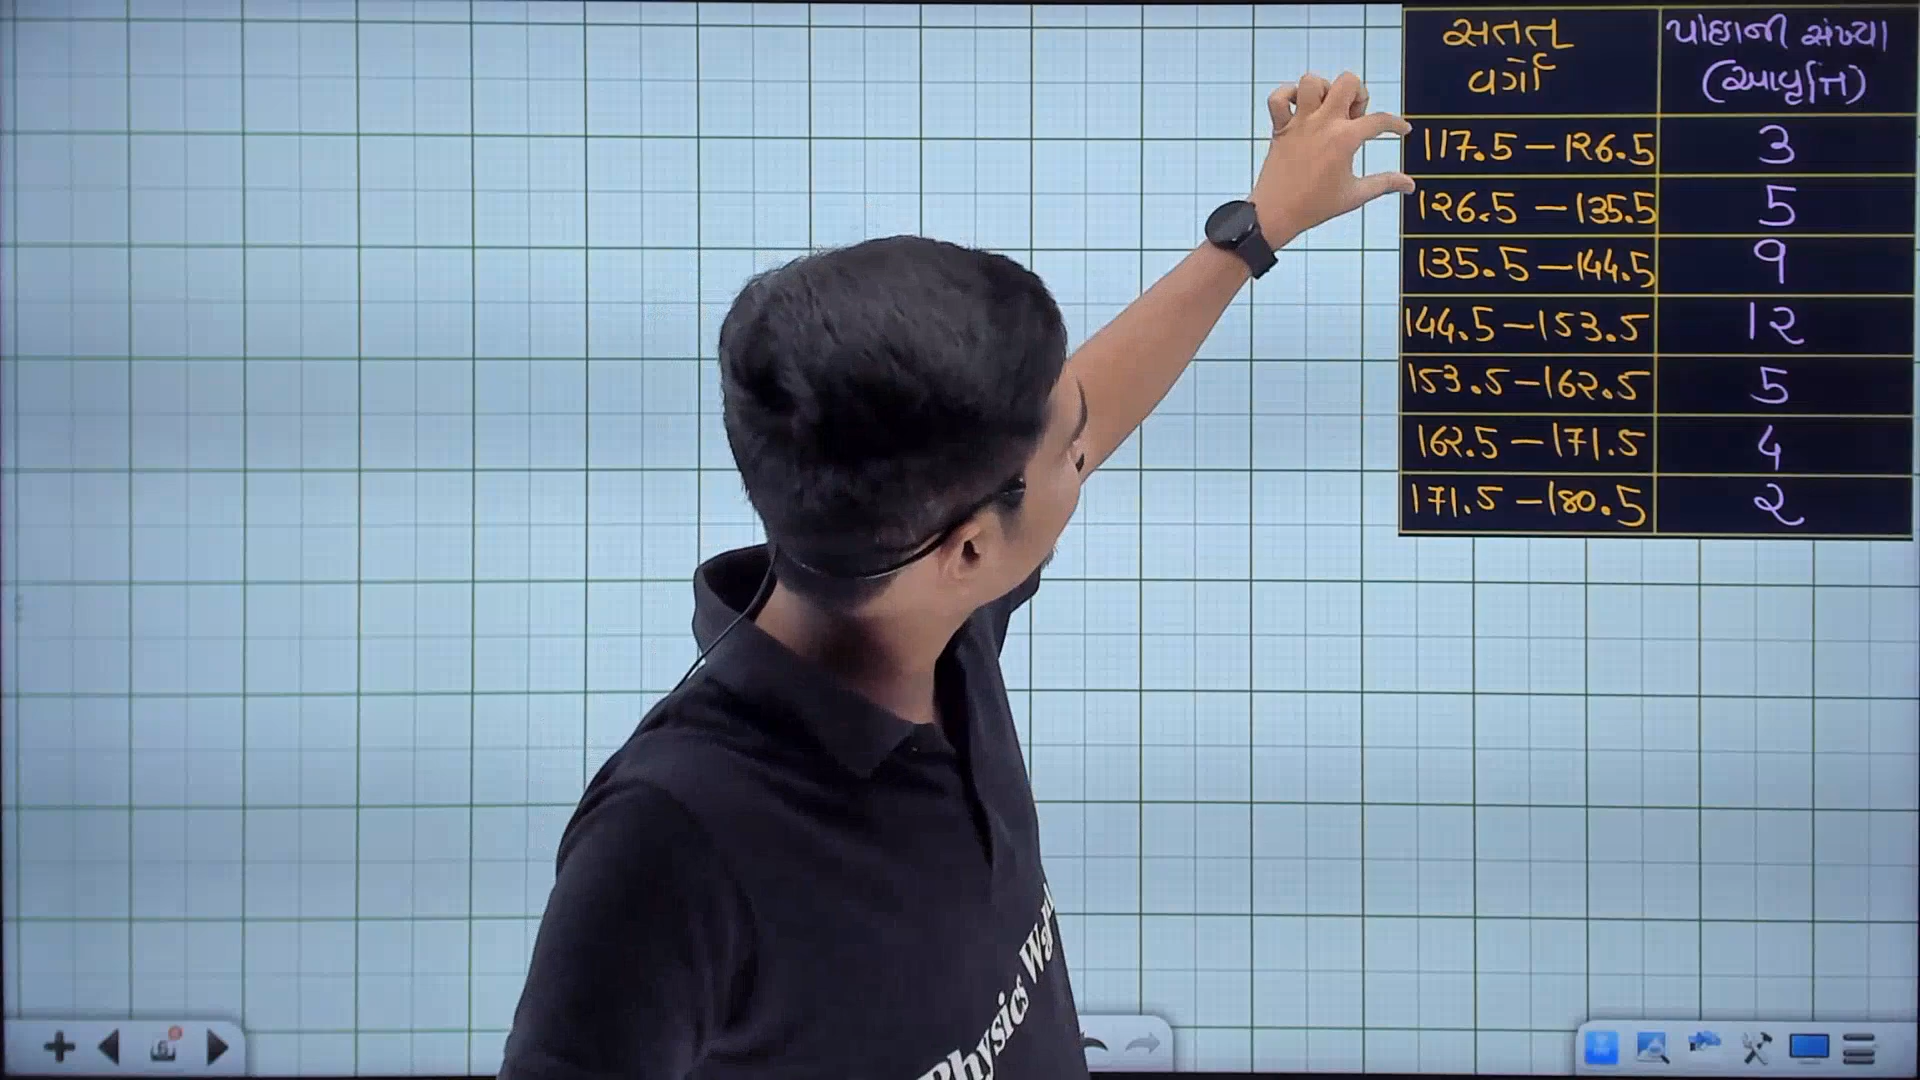 સતત
વર્ગો
પાંદડાની સંખ્યા
(આવૃત્તિ)
117.5 – 126.5
3
126.5 – 135.5
5
135.5 – 144.5
9
144.5 – 153.5
12
153.5 – 162.5
5
162.5 – 171.5
4
171.5 – 180.5
2
Physics